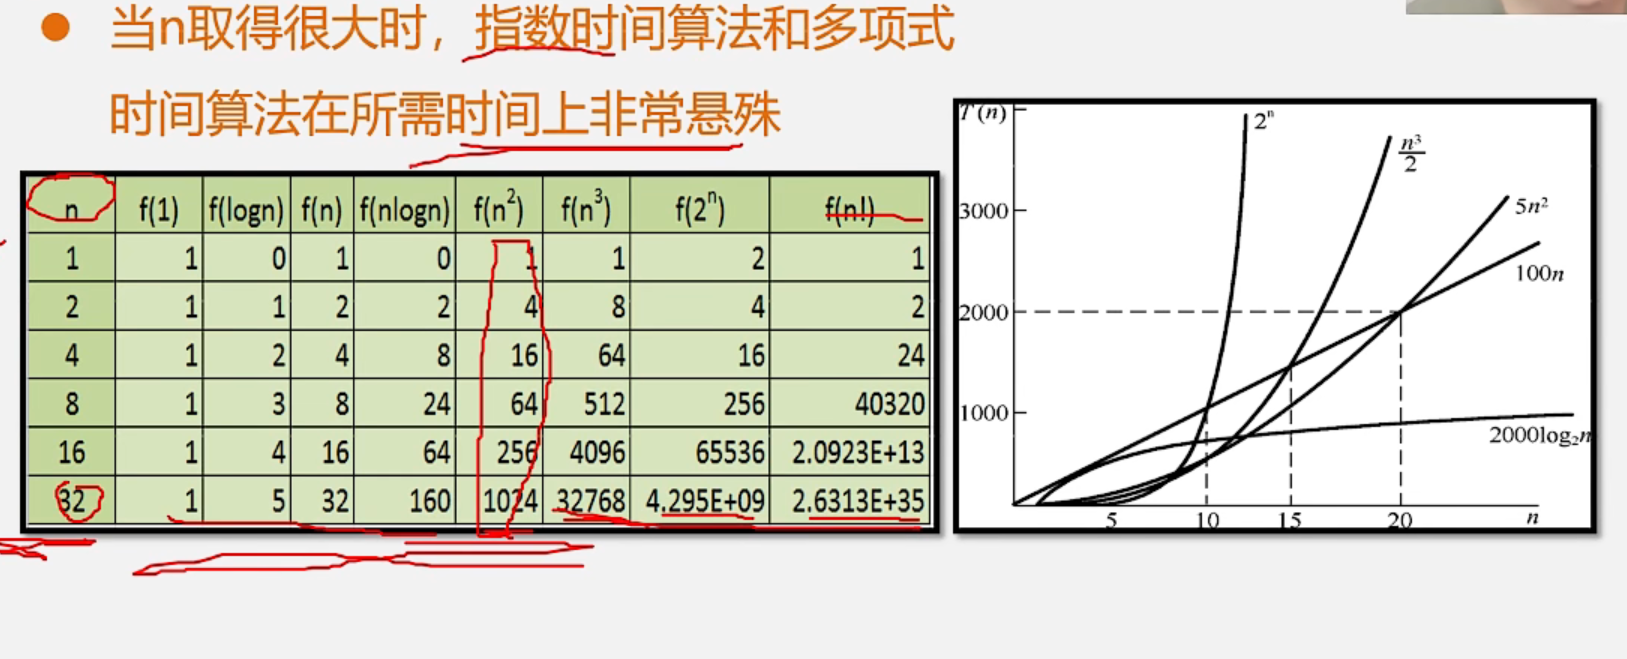 当n取得很大时，指数时间算法和多项式
时间算法在所需时间上非常悬殊
n f(1) f(logn) f(n) f(nlogn) f(n²) f(n³) f(2ⁿ) f(n!)
1 1 0 1 0 1 1 2 1
2 1 1 2 2 4 8 4 2
4 1 2 4 8 16 64 16 24
8 1 3 8 24 64 512 256 40320
16 1 4 16 64 256 4096 65536 2.0923E+13
32 1 5 32 160 1024 32768 4.295E+09 2.6313E+35
T(n)
2ⁿ
n³/2
3000
5n²
100n
2000
1000
2000log₂n
5 10 15 20 n